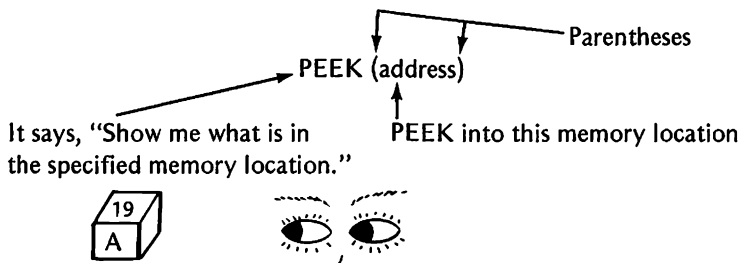 Parentheses
PEEK (address)
It says, “Show me what is in
the specified memory location.”
PEEK into this memory location
19
A